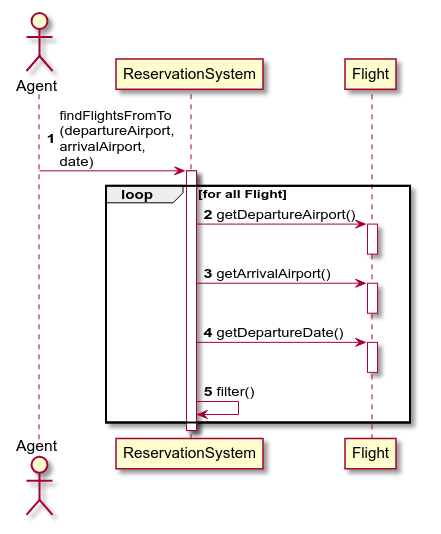 Agent
ReservationSystem
Flight
1
findFlightsFromTo
(departureAirport,
arrivalAirport,
date)
loop
[for all Flight]
2 getDepartureAirport()
3 getArrivalAirport()
4 getDepartureDate()
5 filter()
Agent
ReservationSystem
Flight